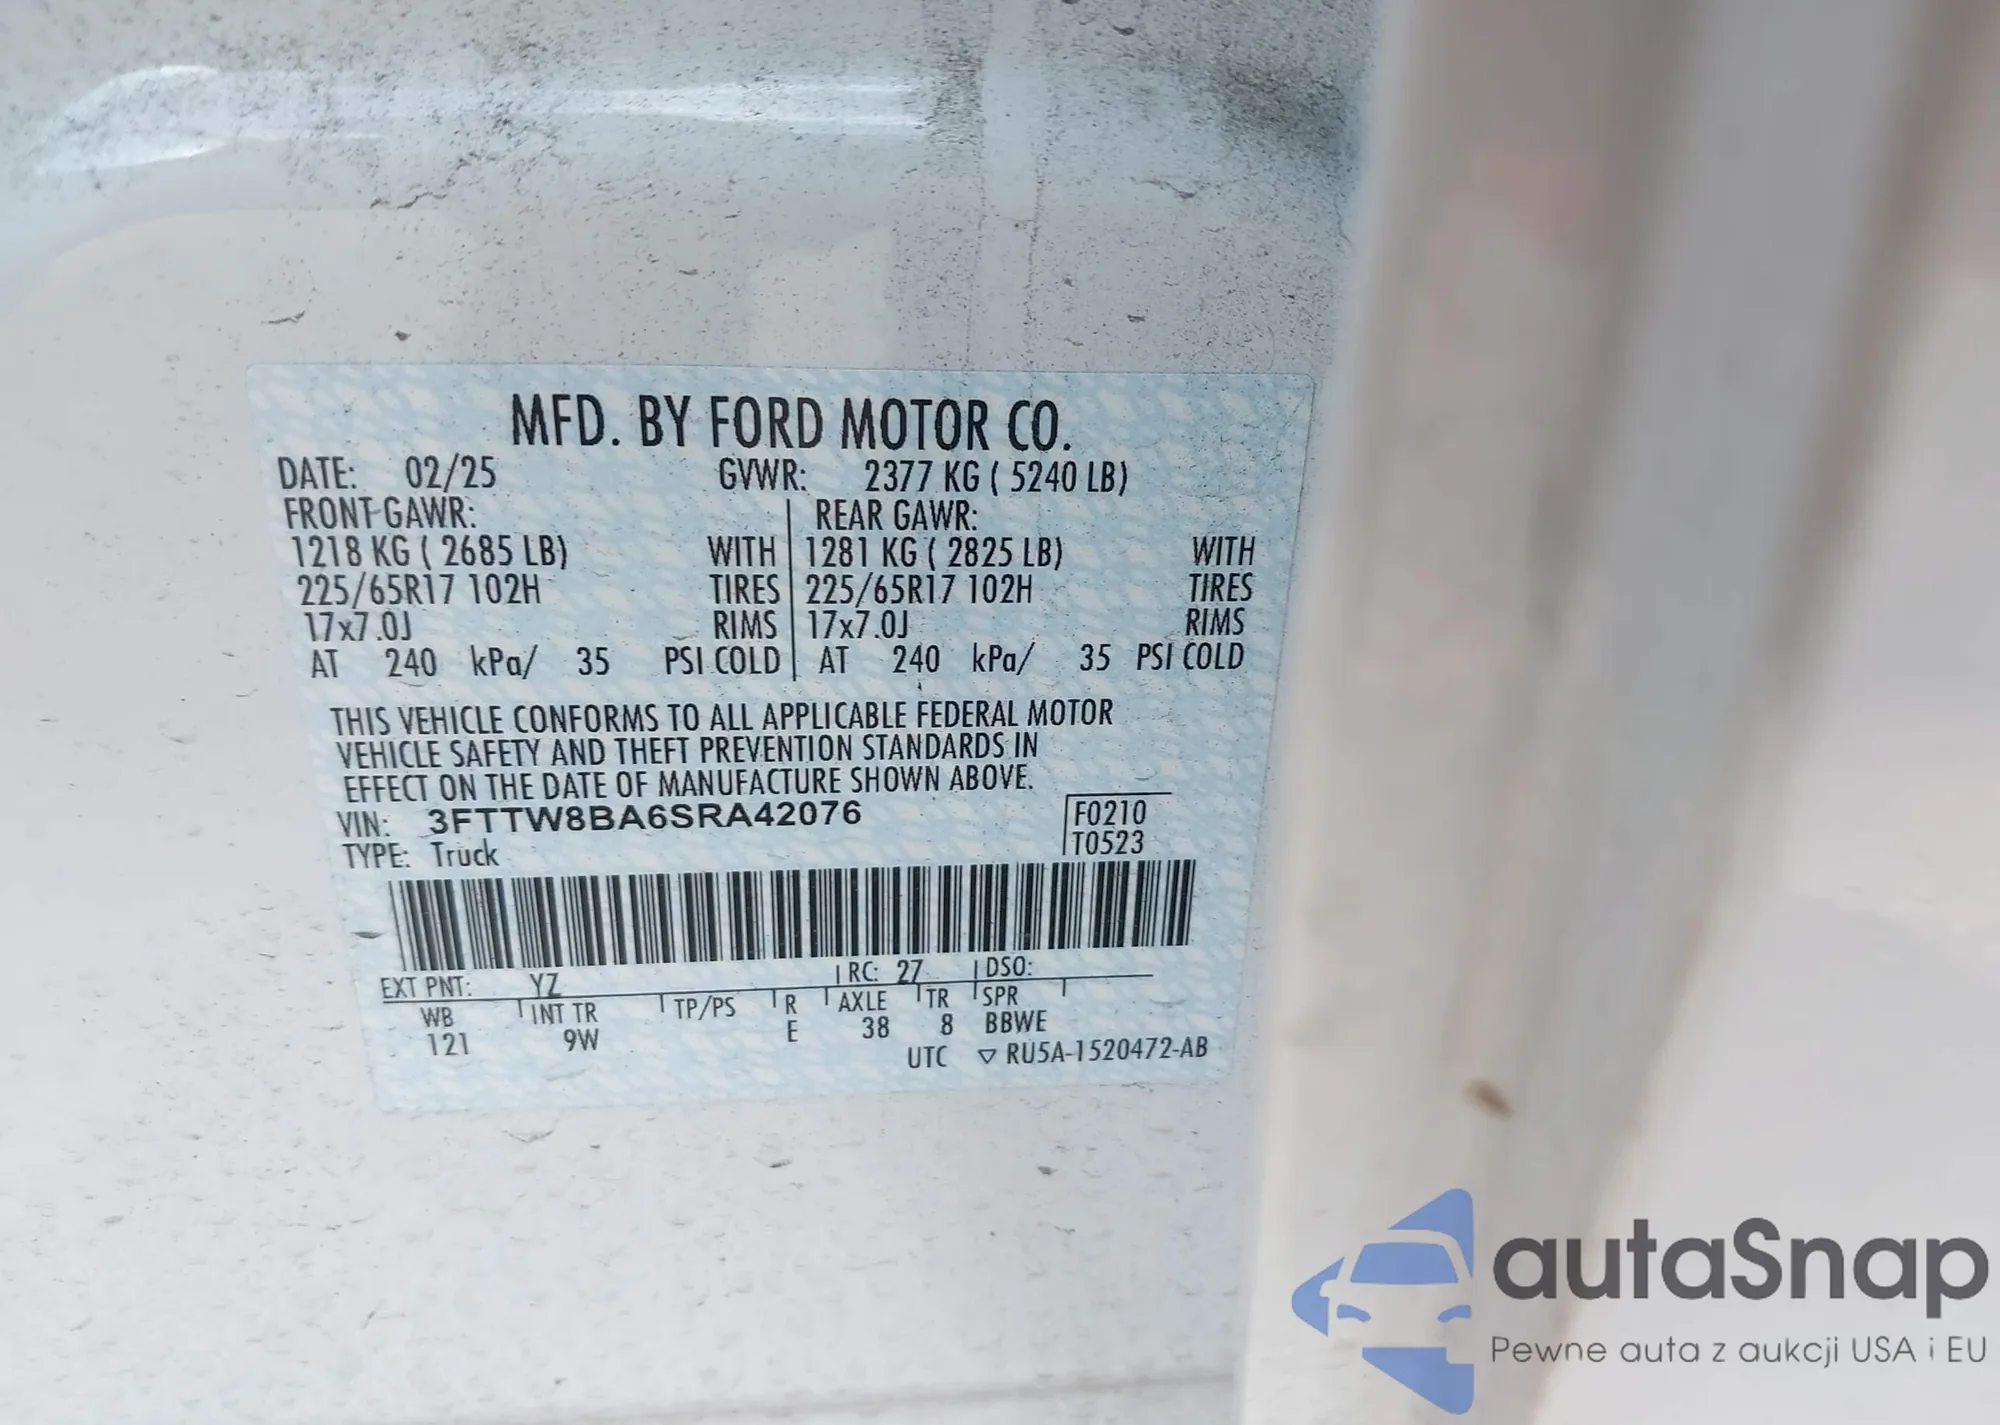 MFD. BY FORD MOTOR CO.
DATE: 02/25 GVWR: 2377 KG ( 5240 LB)
FRONT GAWR: REAR GAWR:
1218 KG ( 2685 LB) WITH 1281 KG ( 2825 LB) WITH
225/65R17 102H TIRES 225/65R17 102H TIRES
17x7.0J RIMS 17x7.0J RIMS
AT 240 kPa/ 35 PSI COLD AT 240 kPa/ 35 PSI COLD
THIS VEHICLE CONFORMS TO ALL APPLICABLE FEDERAL MOTOR
VEHICLE SAFETY AND THEFT PREVENTION STANDARDS IN
EFFECT ON THE DATE OF MANUFACTURE SHOWN ABOVE.
VIN: 3FTTW8BA6SRA42076 F0210
TYPE: Truck T0523
EXT PNT: YZ RC: 27 DSO:
WB INT TR TP/PS R AXLE TR SPR
121 9W E 38 8 BBWE
UTC ▽ RU5A-1520472-AB
autaSnap
Pewne auta z aukcji USA i EU